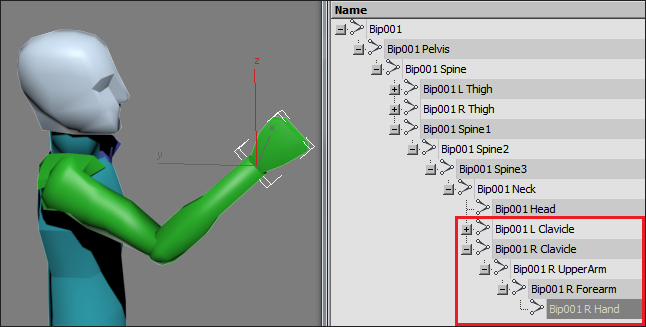 Name
Bip001
Bip001 Pelvis
Bip001 Spine
Bip001 L Thigh
Bip001 R Thigh
Bip001 Spine1
Bip001 Spine2
Bip001 Spine3
Bip001 Neck
Bip001 Head
Bip001 L Clavicle
Bip001 R Clavicle
Bip001 R UpperArm
Bip001 R Forearm
Bip001 R Hand
z
x
y